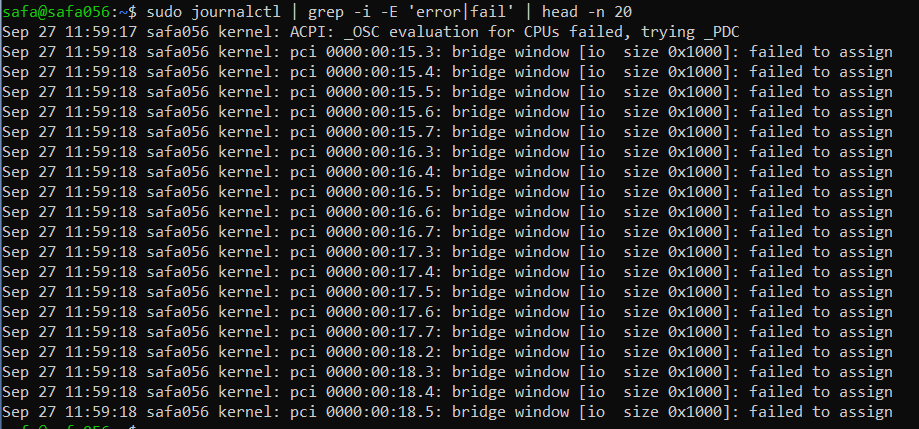 safa@safa056:~$ sudo journalctl | grep -i -E 'error|fail' | head -n 20
Sep 27 11:59:17 safa056 kernel: ACPI: _OSC evaluation for CPUs failed, trying _PDC
Sep 27 11:59:18 safa056 kernel: pci 0000:00:15.3: bridge window [io  size 0x1000]: failed to assign
Sep 27 11:59:18 safa056 kernel: pci 0000:00:15.4: bridge window [io  size 0x1000]: failed to assign
Sep 27 11:59:18 safa056 kernel: pci 0000:00:15.5: bridge window [io  size 0x1000]: failed to assign
Sep 27 11:59:18 safa056 kernel: pci 0000:00:15.6: bridge window [io  size 0x1000]: failed to assign
Sep 27 11:59:18 safa056 kernel: pci 0000:00:15.7: bridge window [io  size 0x1000]: failed to assign
Sep 27 11:59:18 safa056 kernel: pci 0000:00:16.3: bridge window [io  size 0x1000]: failed to assign
Sep 27 11:59:18 safa056 kernel: pci 0000:00:16.4: bridge window [io  size 0x1000]: failed to assign
Sep 27 11:59:18 safa056 kernel: pci 0000:00:16.5: bridge window [io  size 0x1000]: failed to assign
Sep 27 11:59:18 safa056 kernel: pci 0000:00:16.6: bridge window [io  size 0x1000]: failed to assign
Sep 27 11:59:18 safa056 kernel: pci 0000:00:16.7: bridge window [io  size 0x1000]: failed to assign
Sep 27 11:59:18 safa056 kernel: pci 0000:00:17.3: bridge window [io  size 0x1000]: failed to assign
Sep 27 11:59:18 safa056 kernel: pci 0000:00:17.4: bridge window [io  size 0x1000]: failed to assign
Sep 27 11:59:18 safa056 kernel: pci 0000:00:17.5: bridge window [io  size 0x1000]: failed to assign
Sep 27 11:59:18 safa056 kernel: pci 0000:00:17.6: bridge window [io  size 0x1000]: failed to assign
Sep 27 11:59:18 safa056 kernel: pci 0000:00:17.7: bridge window [io  size 0x1000]: failed to assign
Sep 27 11:59:18 safa056 kernel: pci 0000:00:18.2: bridge window [io  size 0x1000]: failed to assign
Sep 27 11:59:18 safa056 kernel: pci 0000:00:18.3: bridge window [io  size 0x1000]: failed to assign
Sep 27 11:59:18 safa056 kernel: pci 0000:00:18.4: bridge window [io  size 0x1000]: failed to assign
Sep 27 11:59:18 safa056 kernel: pci 0000:00:18.5: bridge window [io  size 0x1000]: failed to assign